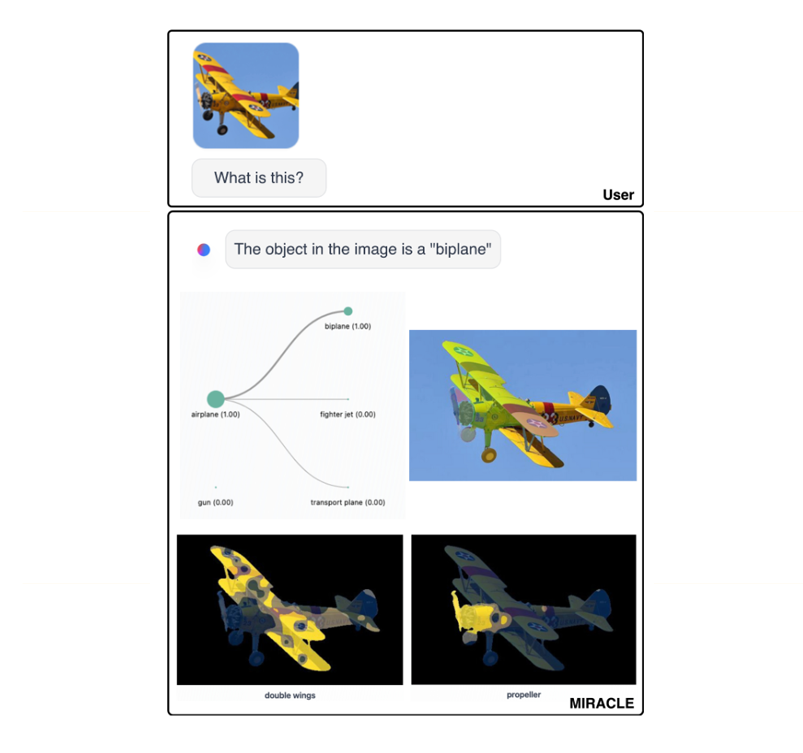 What is this?
User
The object in the image is a "biplane"
biplane (1.00)
airplane (1.00)
fighter jet (0.00)
gun (0.00)
transport plane (0.00)
double wings
propeller
MIRACLE